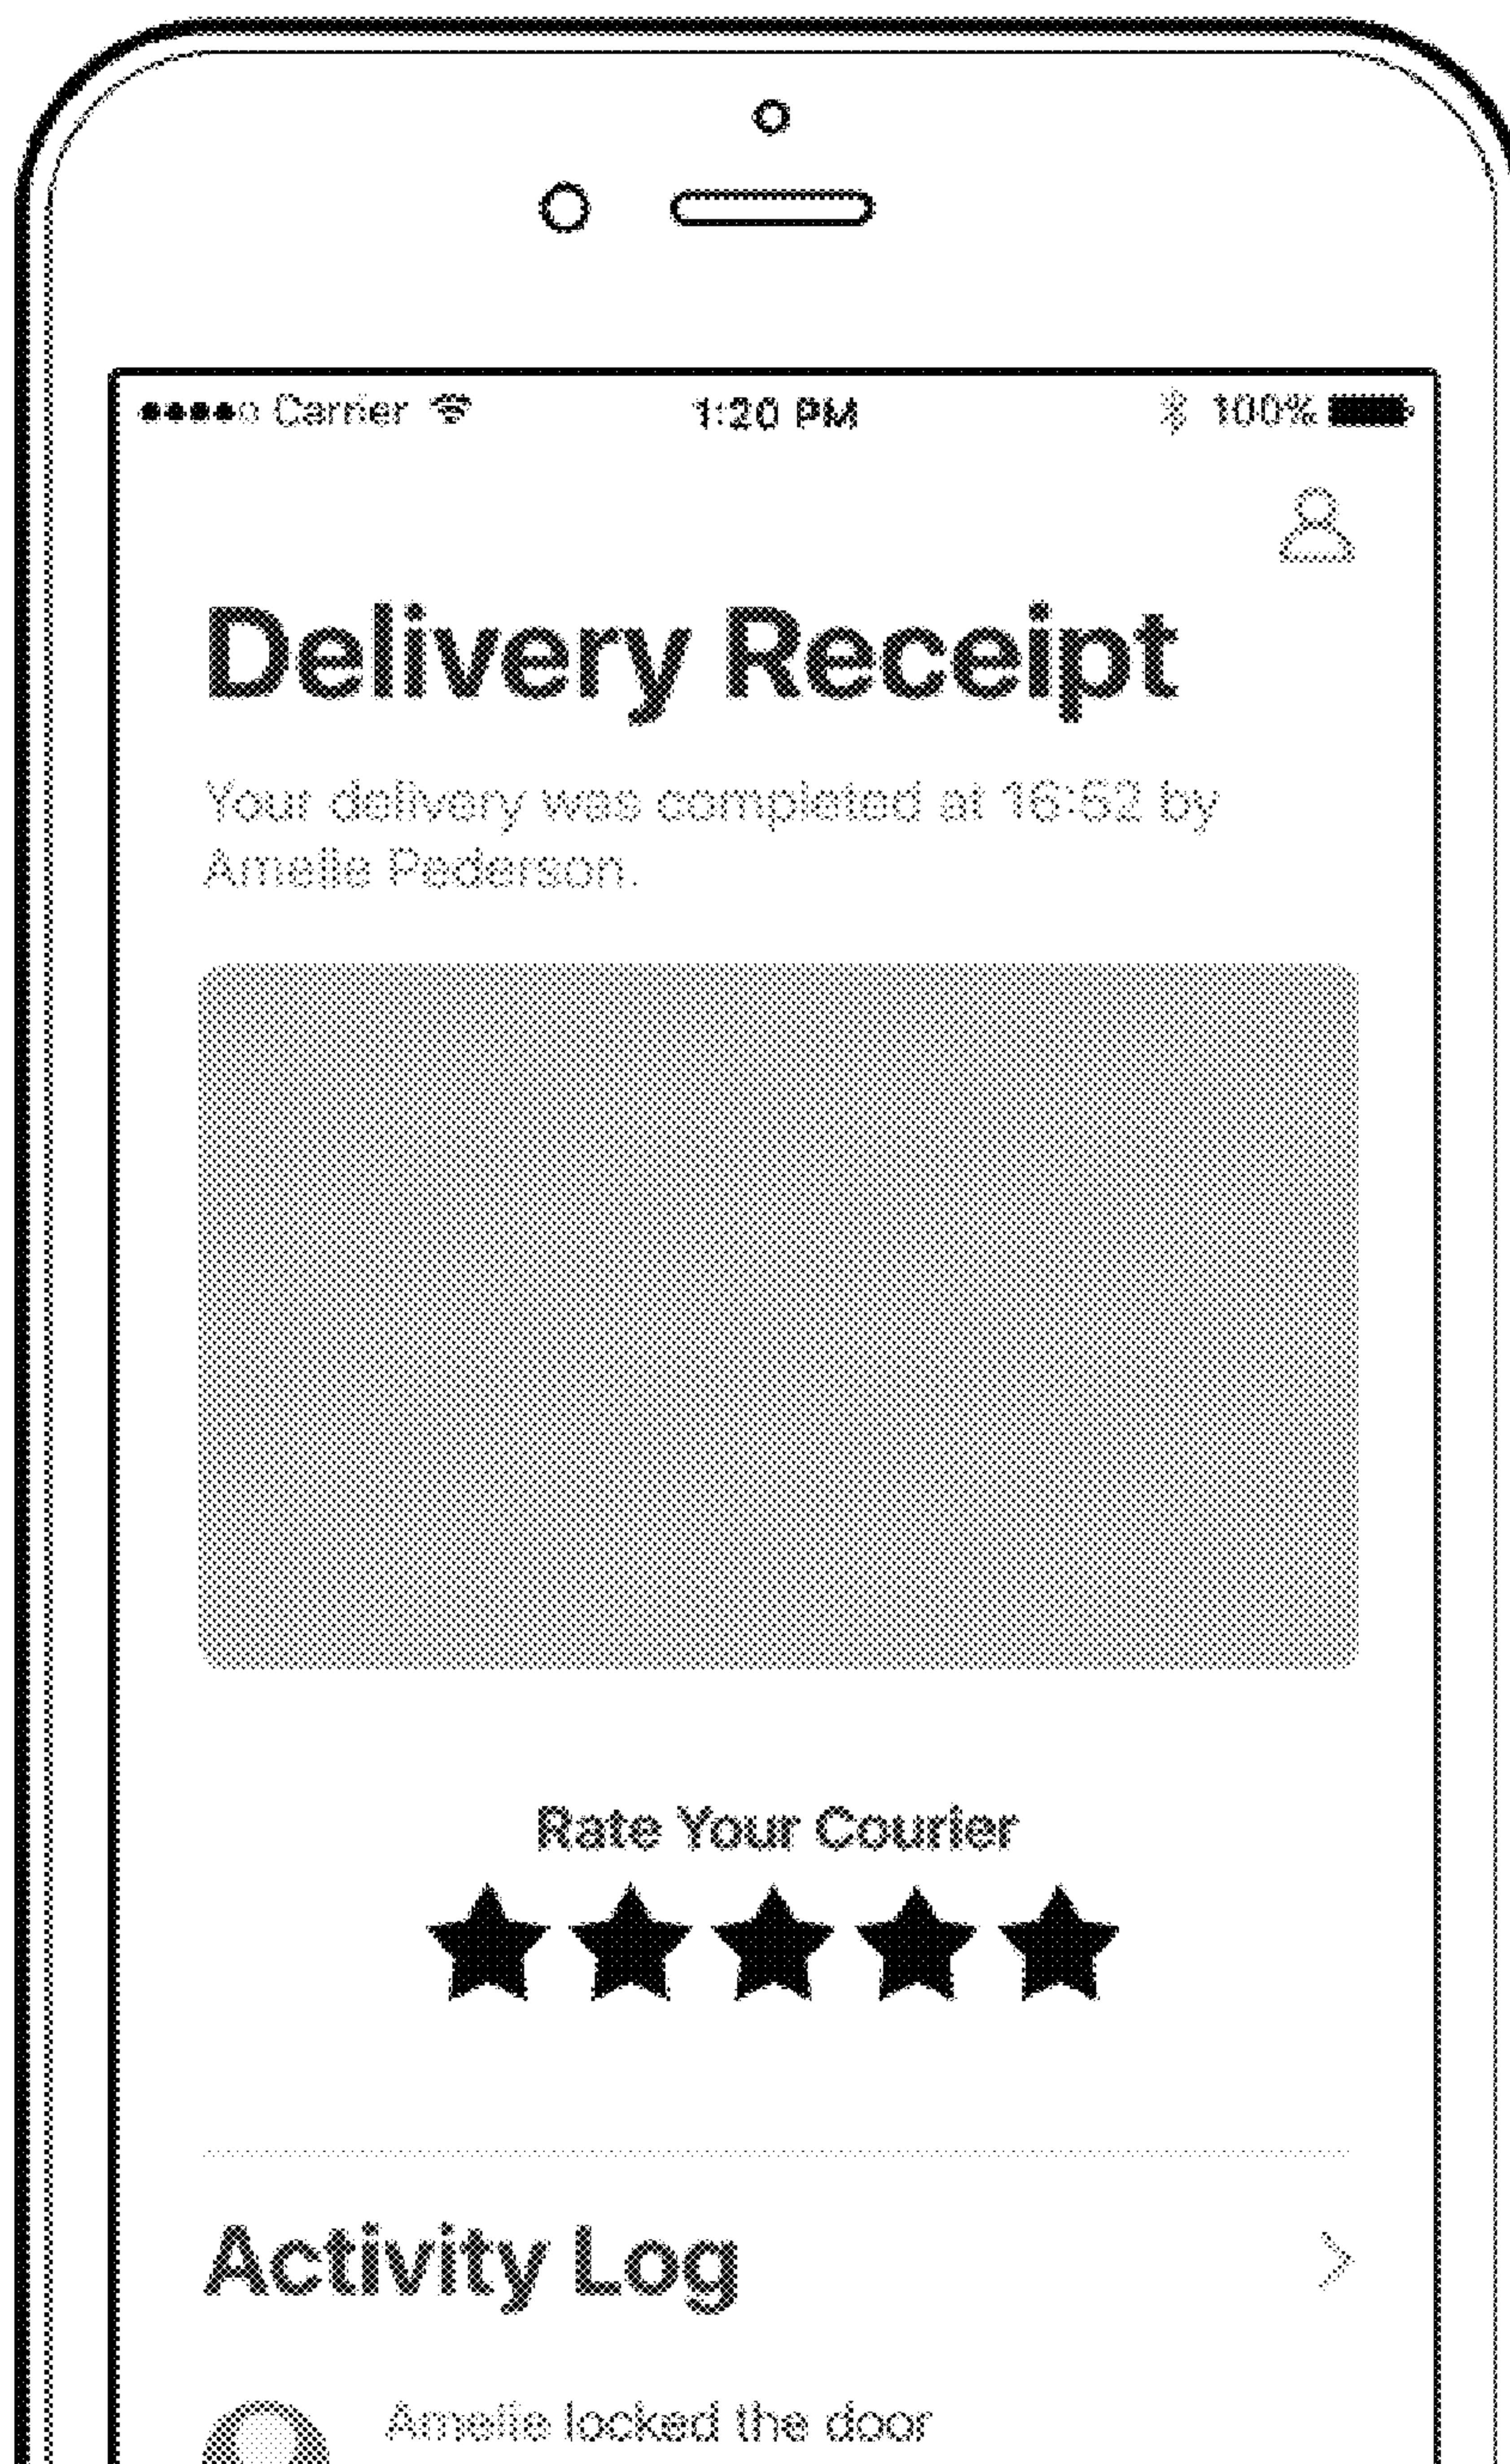 Carrier 1:20 PM 100%
Delivery Receipt
Your delivery was completed at 16:52 by
Amelie Pederson.
Rate Your Courier
Activity Log
Amelie locked the door